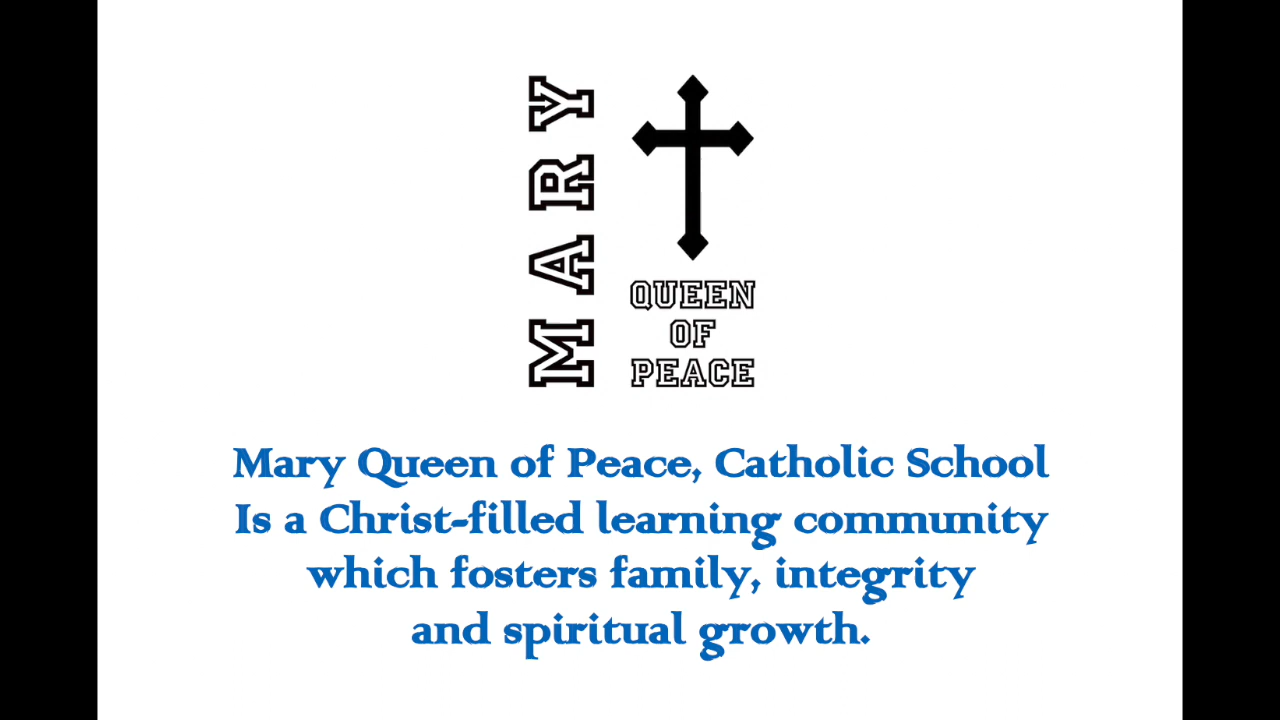 MARY
QUEEN
OF
PEACE
Mary Queen of Peace, Catholic School
Is a Christ-filled learning community
which fosters family, integrity
and spiritual growth.